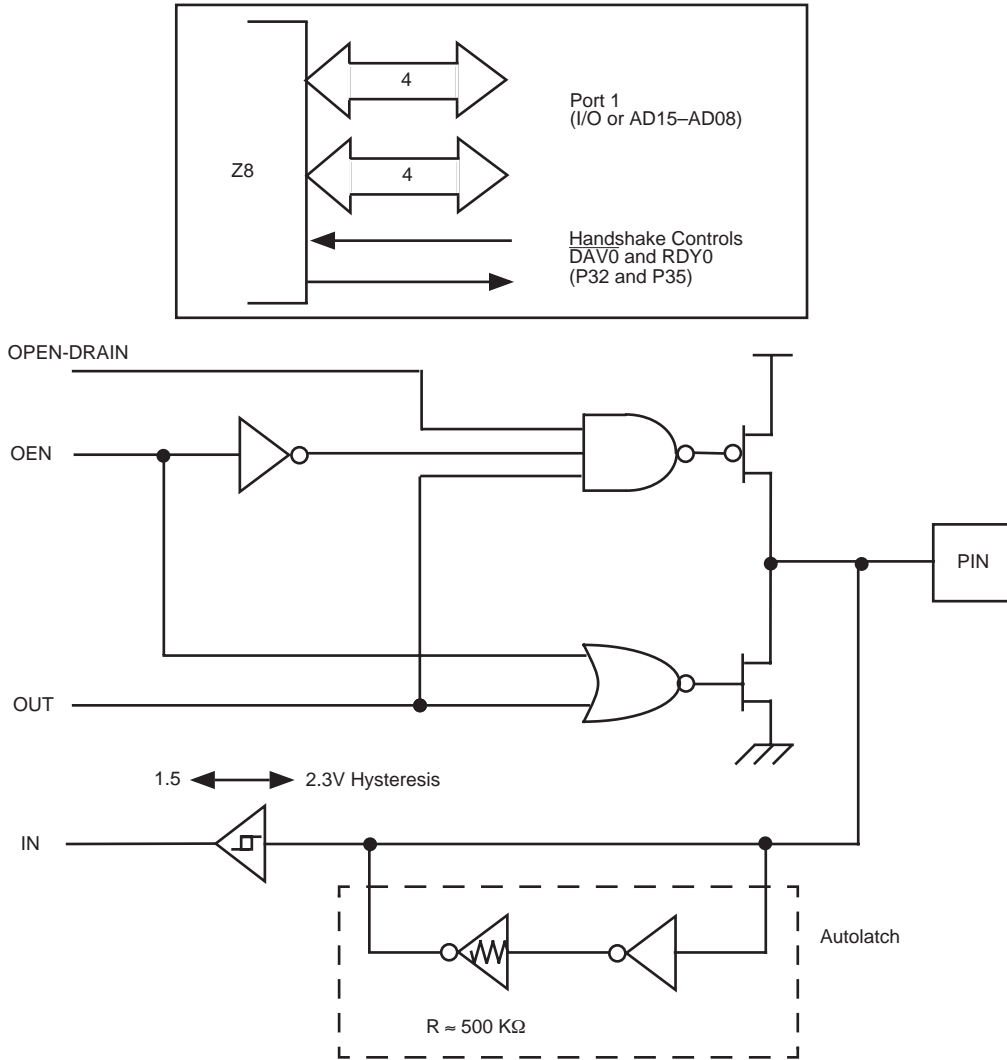 4
Port 1
(I/O or AD15–AD08)
Z8
4
Handshake Controls
DAV0 and RDY0
(P32 and P35)
OPEN-DRAIN
OEN
PIN
OUT
1.5 2.3V Hysteresis
IN
Autolatch
R ≈ 500 KΩ